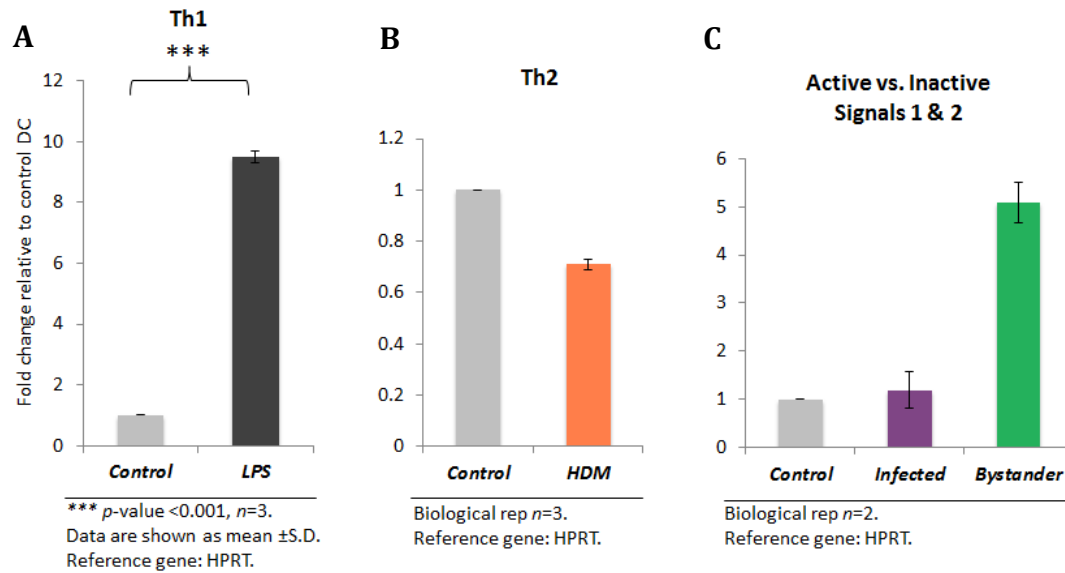 A
Th1
***
Fold change relative to control DC
12
10
8
6
4
2
0
Control
LPS
*** p-value <0.001, n=3.
Data are shown as mean ±S.D.
Reference gene: HPRT.
B
Th2
1.2
1
0.8
0.6
0.4
0.2
0
Control
HDM
Biological rep n=3.
Reference gene: HPRT.
C
Active vs. Inactive
Signals 1 & 2
6
5
4
3
2
1
0
Control
Infected
Bystander
Biological rep n=2.
Reference gene: HPRT.